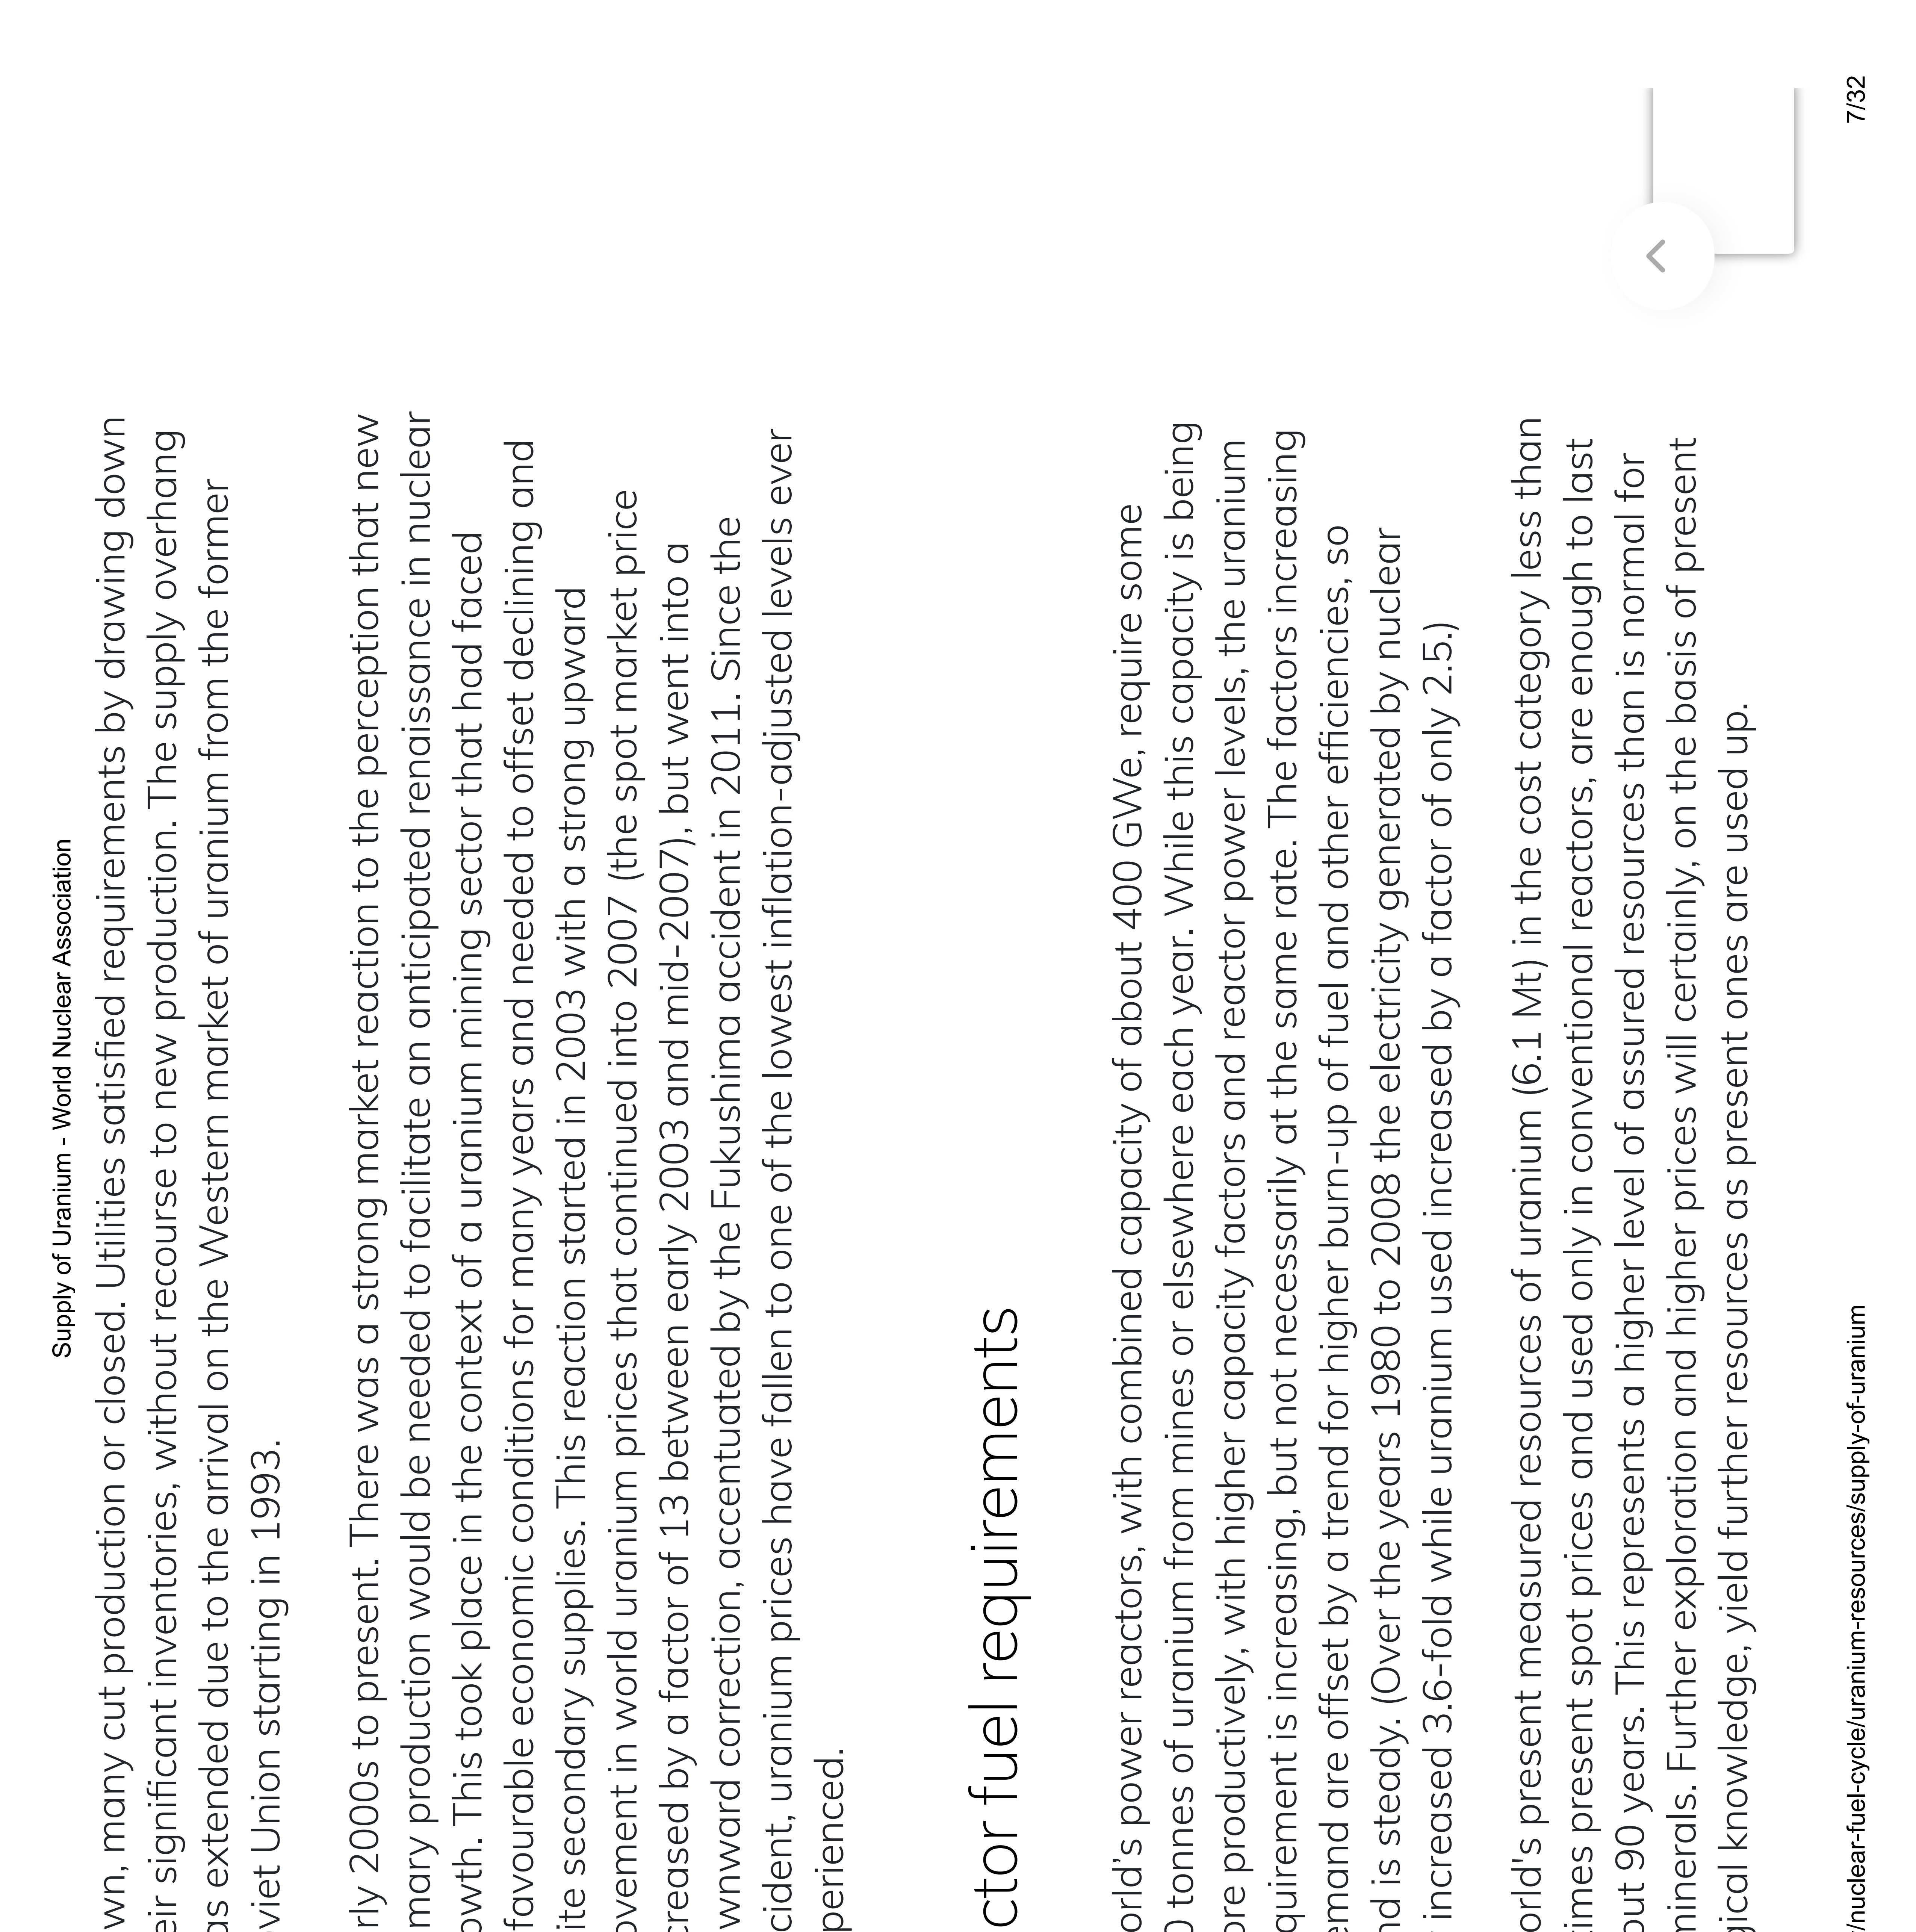 Supply of Uranium - World Nuclear Association
wn, many cut production or closed. Utilities satisfied requirements by drawing down
eir significant inventories, without recourse to new production. The supply overhang
as extended due to the arrival on the Western market of uranium from the former
viet Union starting in 1993.
rly 2000s to present. There was a strong market reaction to the perception that new
mary production would be needed to facilitate an anticipated renaissance in nuclear
owth. This took place in the context of a uranium mining sector that had faced
favourable economic conditions for many years and needed to offset declining and
ite secondary supplies. This reaction started in 2003 with a strong upward
ovement in world uranium prices that continued into 2007 (the spot market price
creased by a factor of 13 between early 2003 and mid-2007), but went into a
wnward correction, accentuated by the Fukushima accident in 2011. Since the
cident, uranium prices have fallen to one of the lowest inflation-adjusted levels ever
perienced.
ctor fuel requirements
orld's power reactors, with combined capacity of about 400 GWe, require some
0 tonnes of uranium from mines or elsewhere each year. While this capacity is being
ore productively, with higher capacity factors and reactor power levels, the uranium
quirement is increasing, but not necessarily at the same rate. The factors increasing
emand are offset by a trend for higher burn-up of fuel and other efficiencies, so
nd is steady. (Over the years 1980 to 2008 the electricity generated by nuclear
increased 3.6-fold while uranium used increased by a factor of only 2.5.)
orld's present measured resources of uranium (6.1 Mt) in the cost category less than
imes present spot prices and used only in conventional reactors, are enough to last
out 90 years. This represents a higher level of assured resources than is normal for
minerals. Further exploration and higher prices will certainly, on the basis of present
gical knowledge, yield further resources as present ones are used up.
/nuclear-fuel-cycle/uranium-resources/supply-of-uranium
7/32